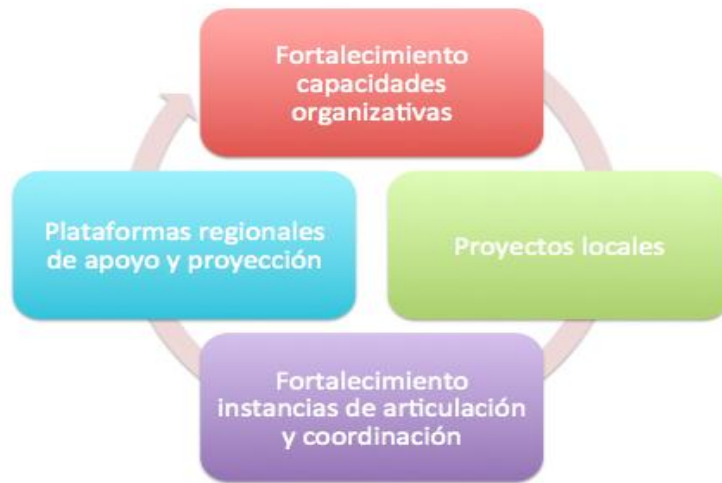 Fortalecimiento
capacidades
organizativas
Plataformas regionales
de apoyo y proyección
Proyectos locales
Fortalecimiento
instancias de articulación
y coordinación